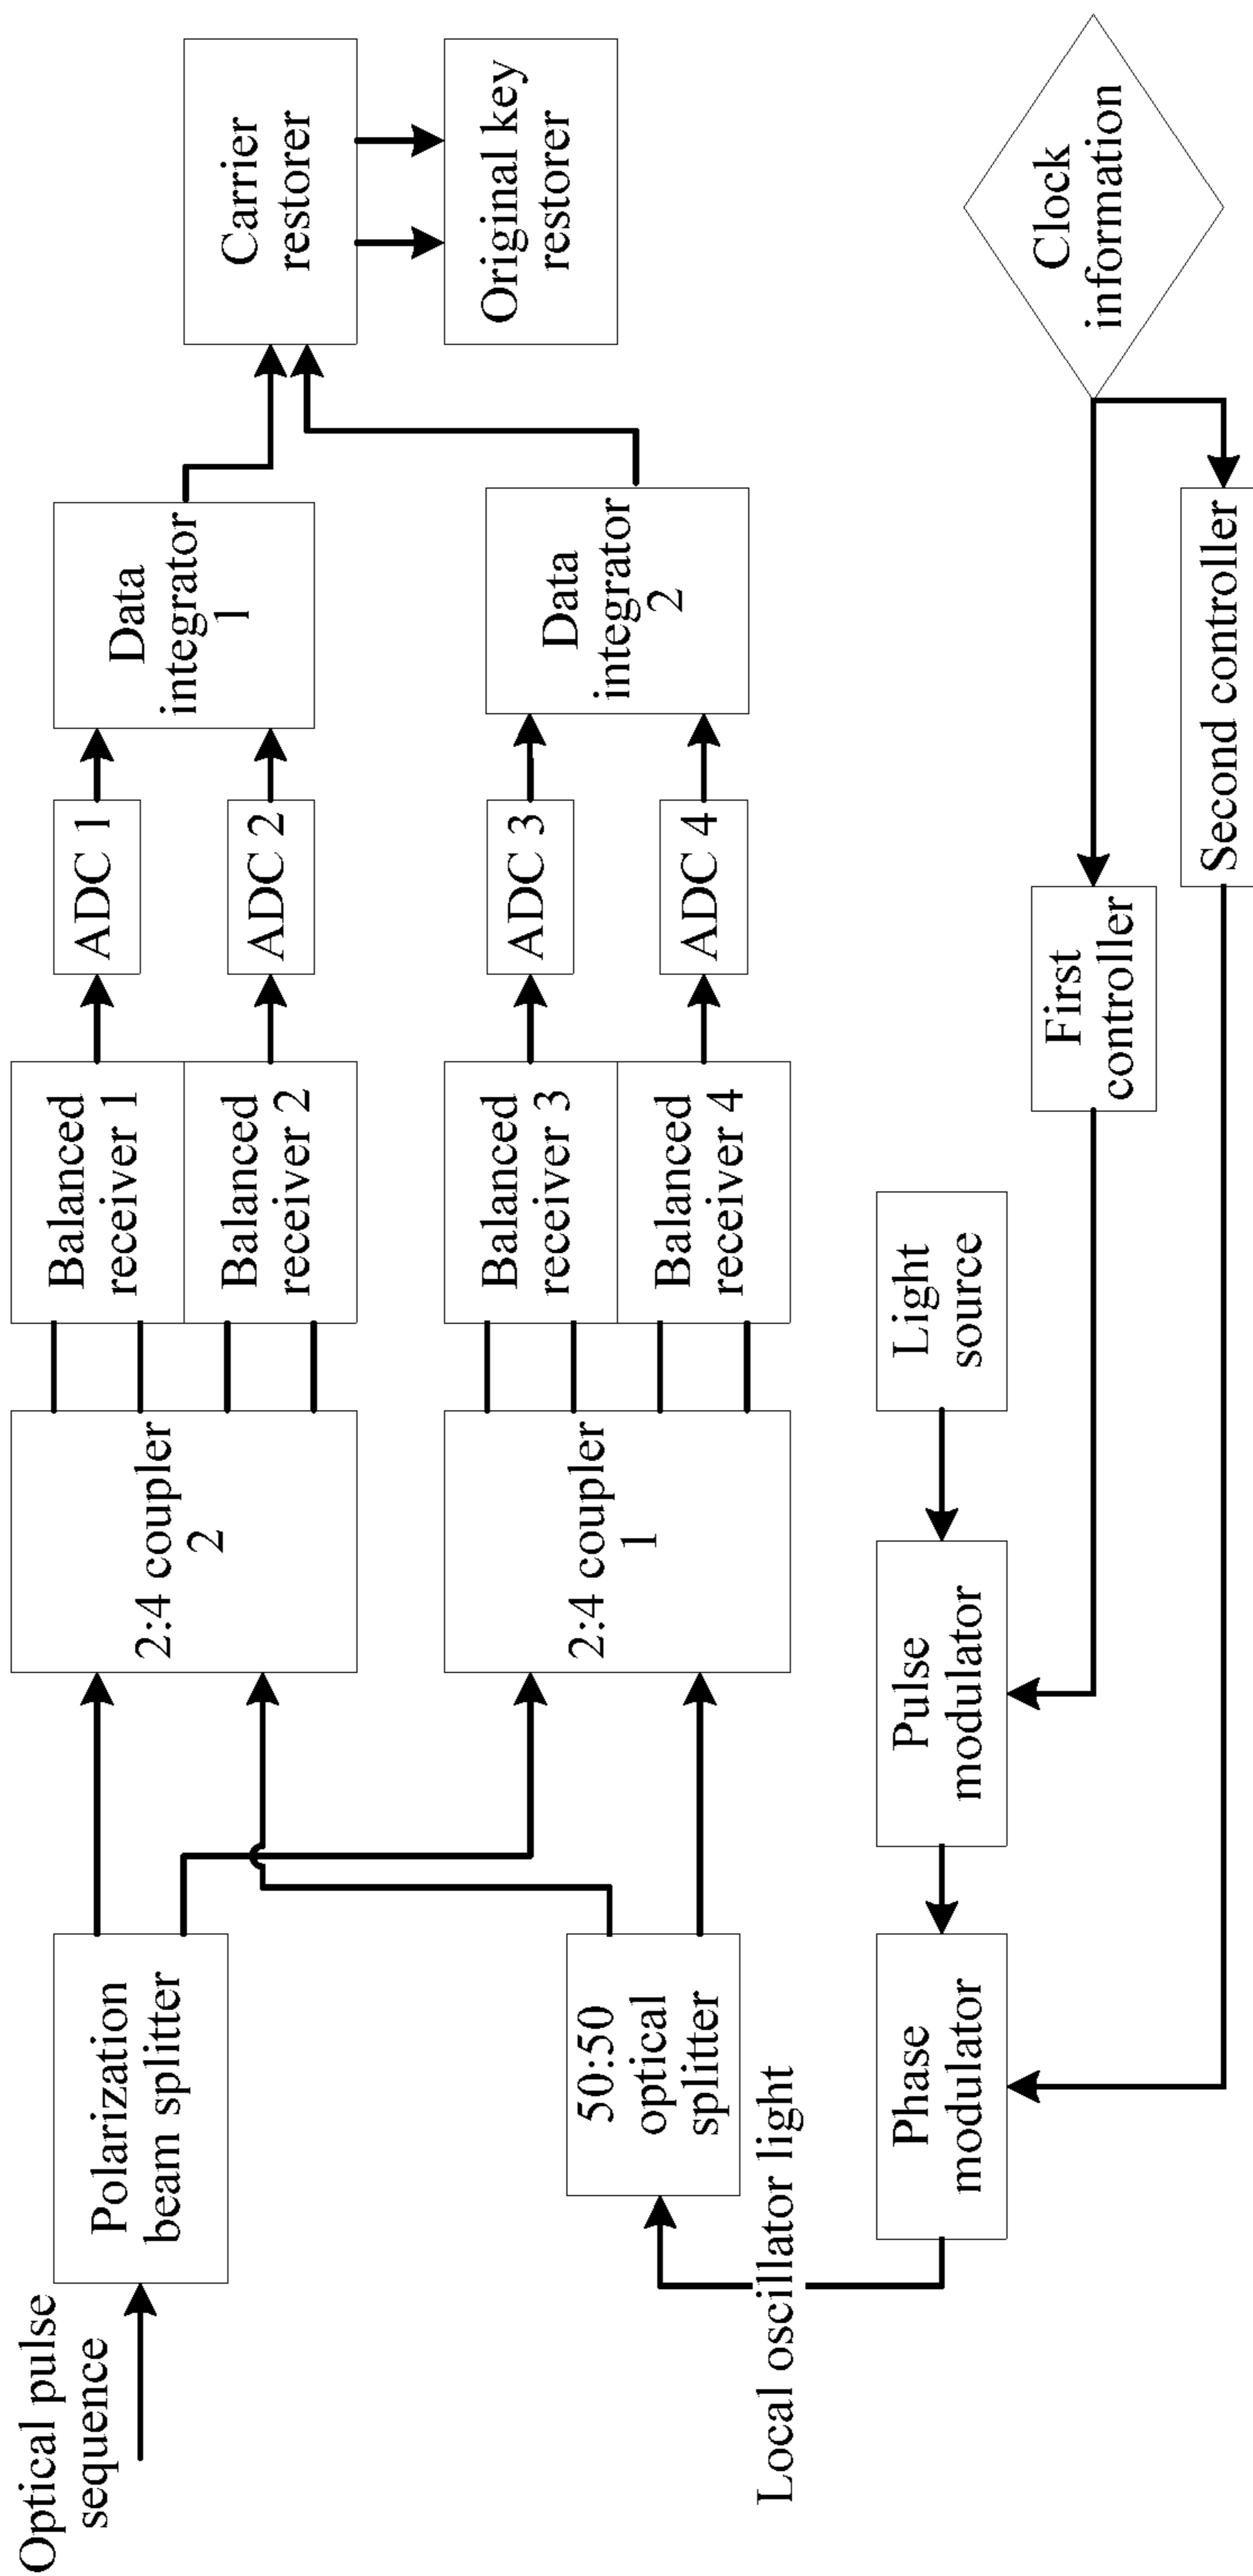 Optical pulse
sequence
Polarization
beam splitter
2:4 coupler
2
Balanced
receiver 1
Balanced
receiver 2
ADC 1
ADC 2
Data
integrator
1
Carrier
restorer
Original key
restorer
50:50
optical
splitter
2:4 coupler
1
Balanced
receiver 3
Balanced
receiver 4
ADC 3
ADC 4
Data
integrator
2
Local oscillator light
Phase
modulator
Pulse
modulator
Light
source
First
controller
Second controller
Clock
information